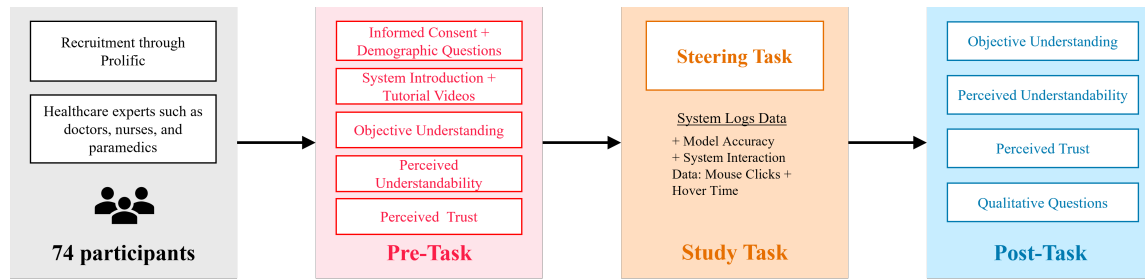 Recruitment through
Prolific
Healthcare experts such as
doctors, nurses, and
paramedics
74 participants
Informed Consent +
Demographic Questions
System Introduction +
Tutorial Videos
Objective Understanding
Perceived
Understandability
Perceived Trust
Pre-Task
Steering Task
System Logs Data
+ Model Accuracy
+ System Interaction
Data: Mouse Clicks +
Hover Time
Study Task
Objective Understanding
Perceived Understandability
Perceived Trust
Qualitative Questions
Post-Task